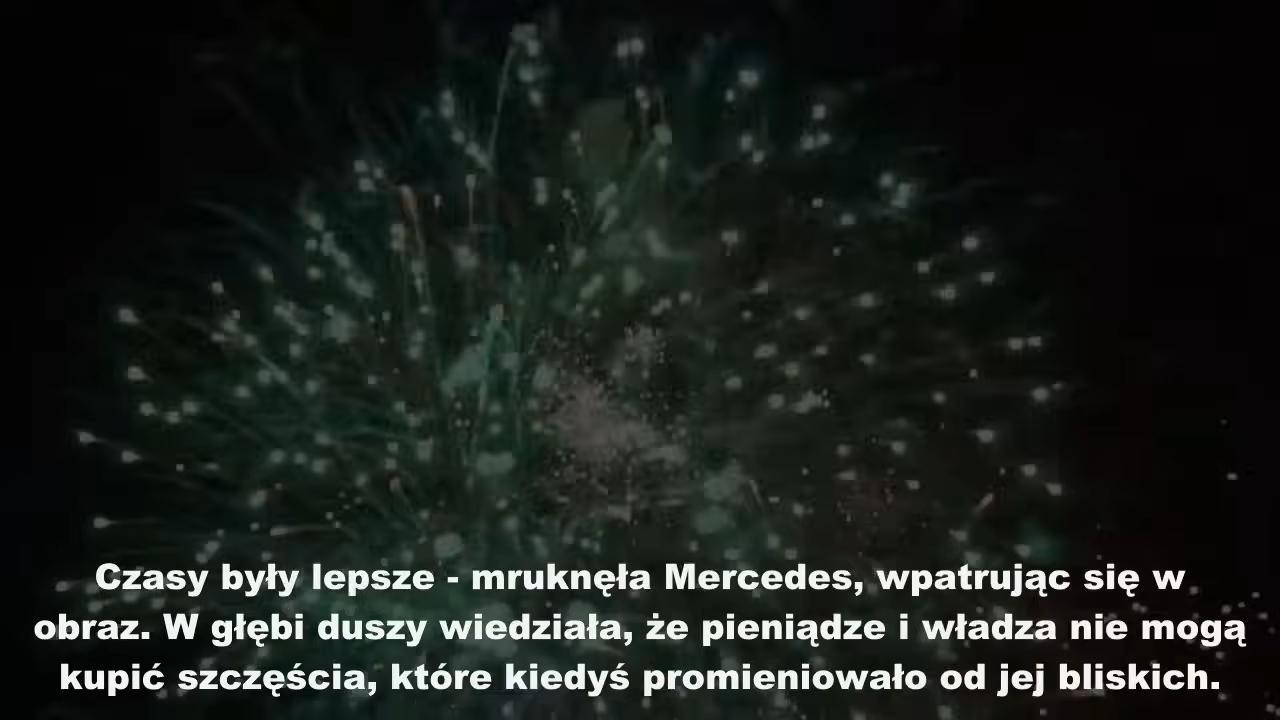 Czasy były lepsze - mruknęła Mercedes, wpatrując się w
obraz. W głębi duszy wiedziała, że pieniądze i władza nie mogą
kupić szczęścia, które kiedyś promieniowało od jej bliskich.